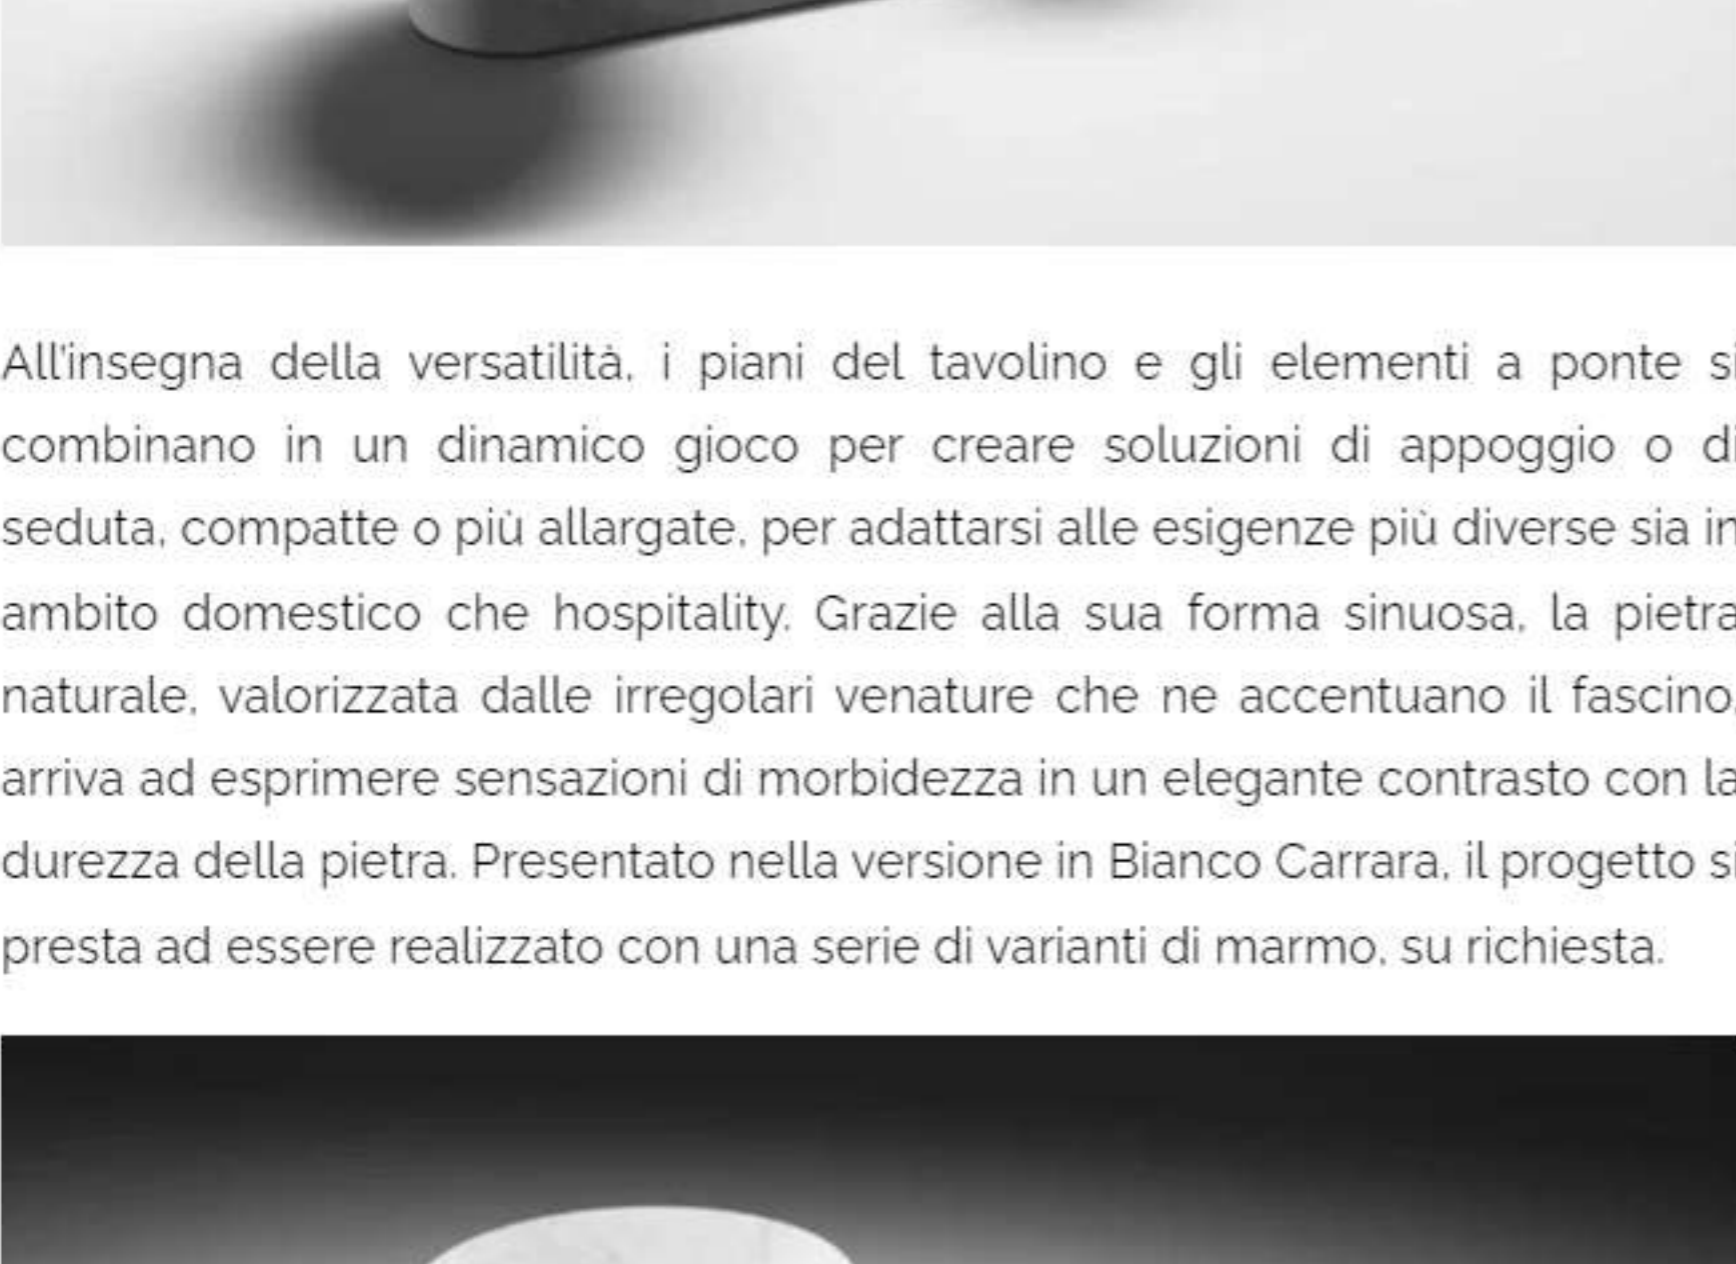 All'insegna della versatilità, i piani del tavolino e gli elementi a ponte si
combinano in un dinamico gioco per creare soluzioni di appoggio o di
seduta, compatte o più allargate, per adattarsi alle esigenze più diverse sia in
ambito domestico che hospitality. Grazie alla sua forma sinuosa, la pietra
naturale, valorizzata dalle irregolari venature che ne accentuano il fascino,
arriva ad esprimere sensazioni di morbidezza in un elegante contrasto con la
durezza della pietra. Presentato nella versione in Bianco Carrara, il progetto si
presta ad essere realizzato con una serie di varianti di marmo, su richiesta.